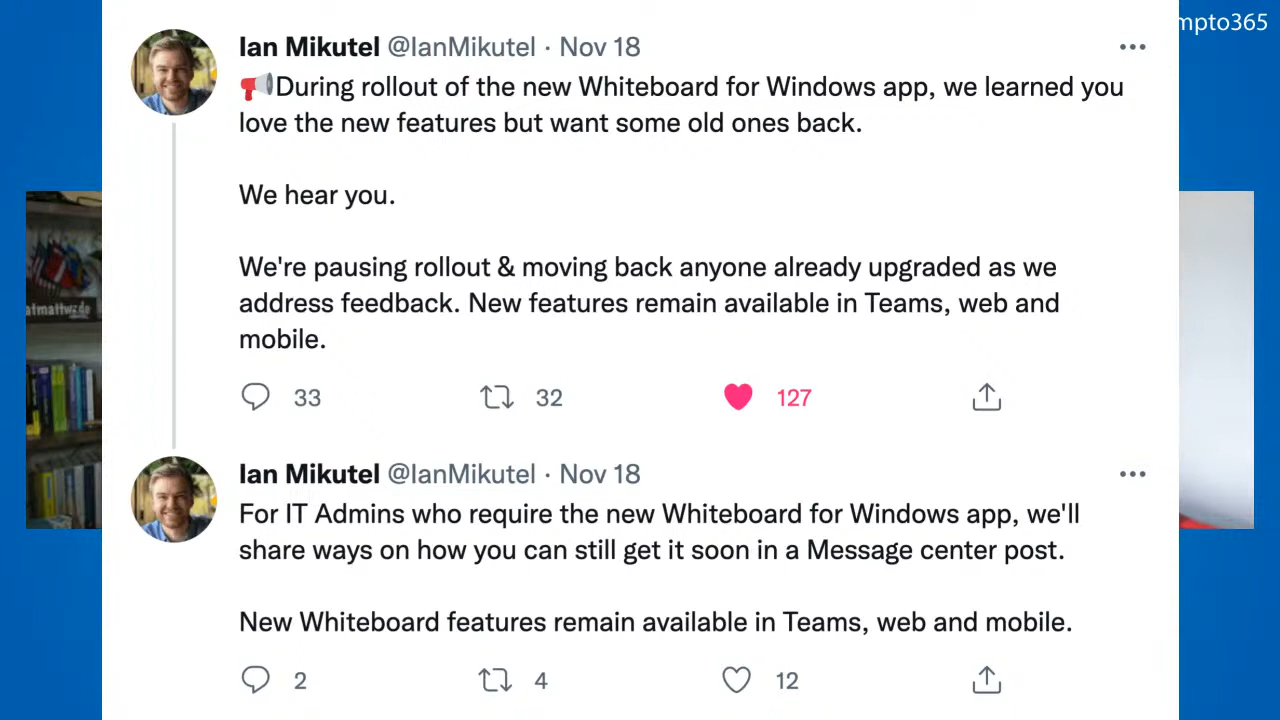 mpto365
Ian Mikutel @IanMikutel · Nov 18
📢During rollout of the new Whiteboard for Windows app, we learned you
love the new features but want some old ones back.
We hear you.
We're pausing rollout & moving back anyone already upgraded as we
address feedback. New features remain available in Teams, web and
mobile.
33 32 127
Ian Mikutel @IanMikutel · Nov 18
For IT Admins who require the new Whiteboard for Windows app, we'll
share ways on how you can still get it soon in a Message center post.
New Whiteboard features remain available in Teams, web and mobile.
2 4 12